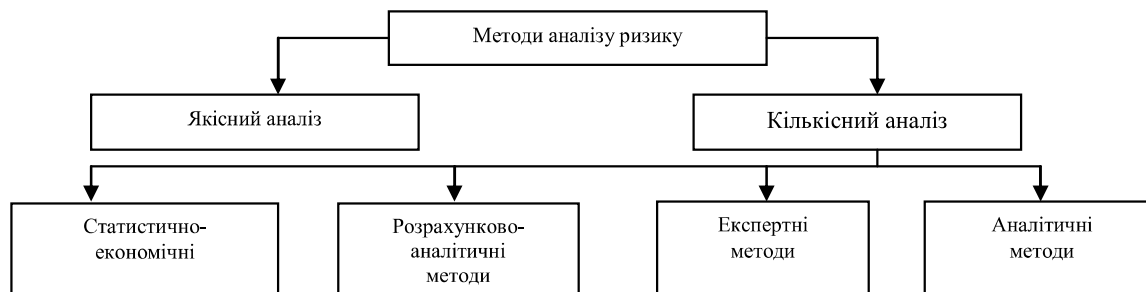 Методи аналізу ризику
Якісний аналіз
Кількісний аналіз
Статистично-
економічні
Розрахунково-
аналітичні
методи
Експертні
методи
Аналітичні
методи